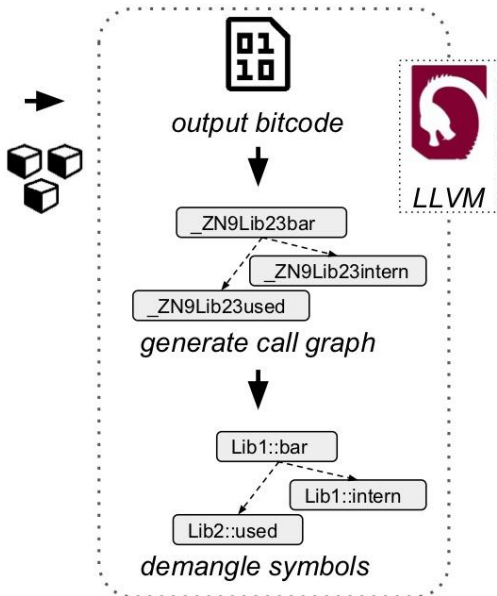 01
10
output bitcode
LLVM
_ZN9Lib23bar
_ZN9Lib23intern
_ZN9Lib23used
generate call graph
Lib1::bar
Lib1::intern
Lib2::used
demangle symbols